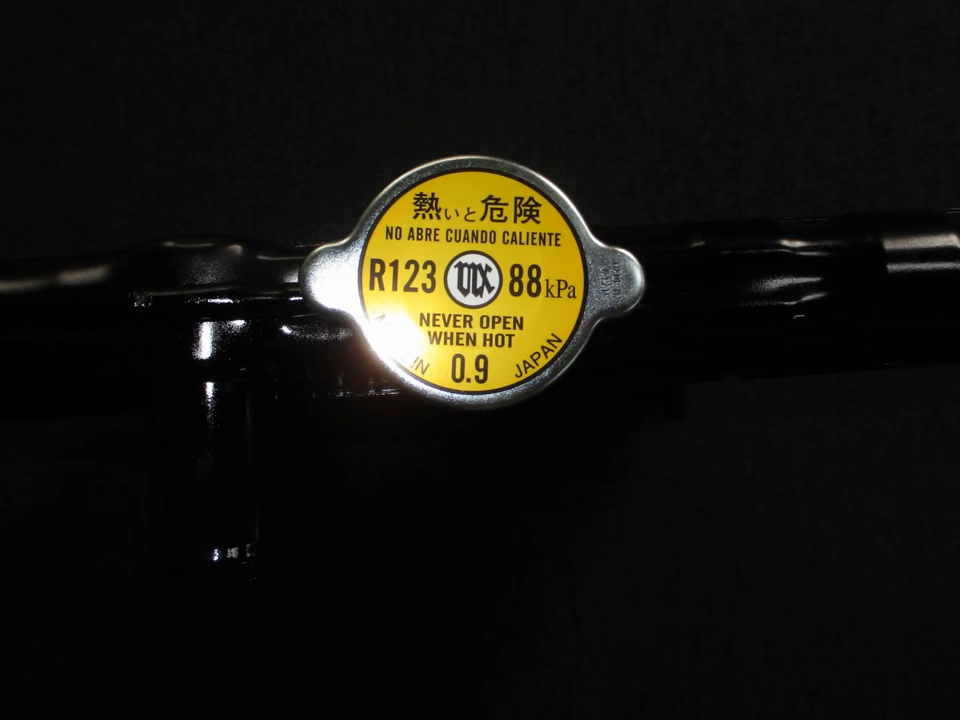 熱いと危険
NO ABRE CUANDO CALIENTE
R123 MX 88kPa
NEVER OPEN
WHEN HOT
0.9
IN JAPAN